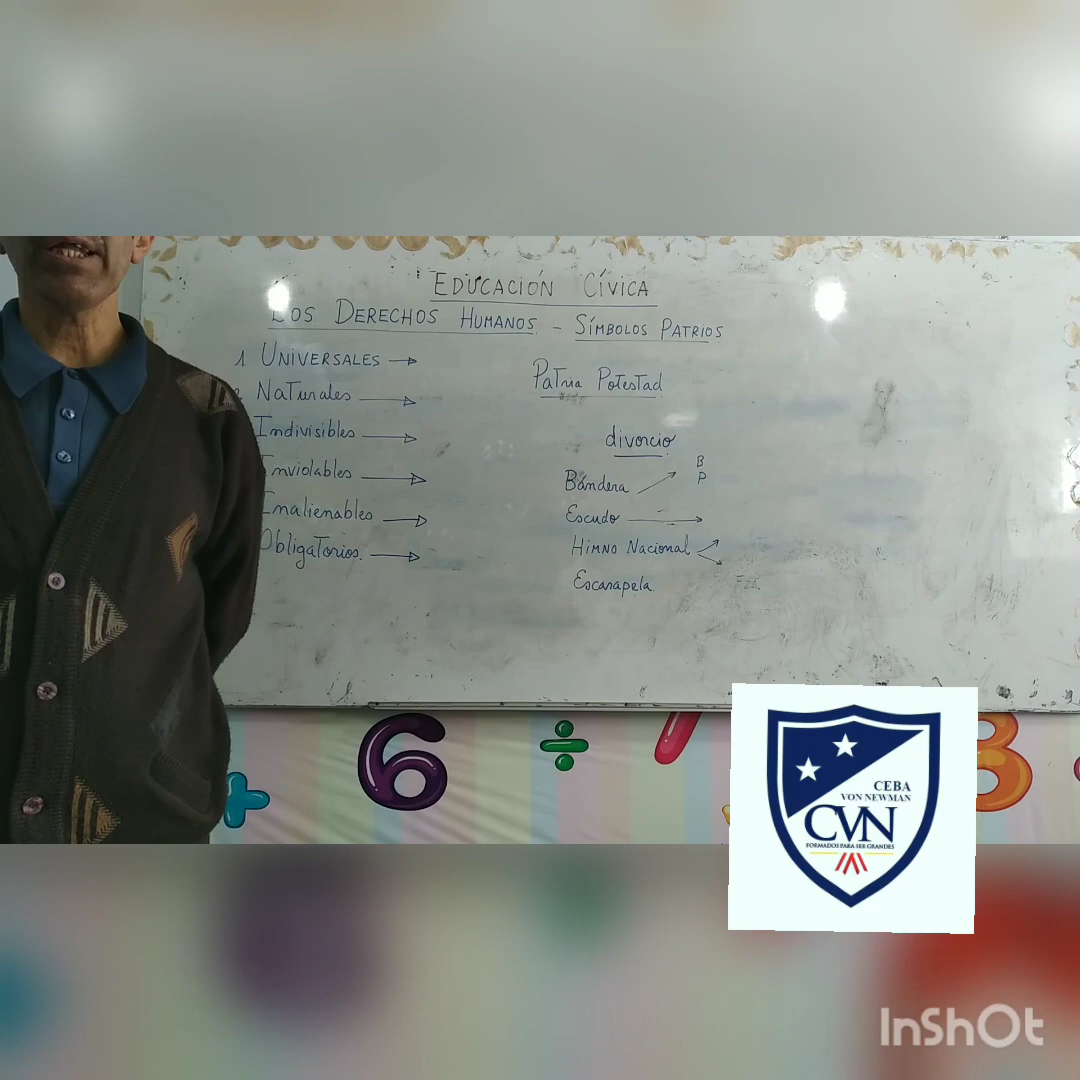 EDUCACIÓN CÍVICA
LOS DERECHOS HUMANOS - SÍMBOLOS PATRIOS
1 UNIVERSALES →
Naturales →
Indivisibles →
Inviolables →
Inalienables →
Obligatorios. →
Patria Potestad
divorcio
Bandera B
P
Escudo →
HIMNO Nacional
Escarapela.
6 ÷
CEBA
VON NEWMAN
CVN
FORMADOS PARA SER GRANDES
InShOt